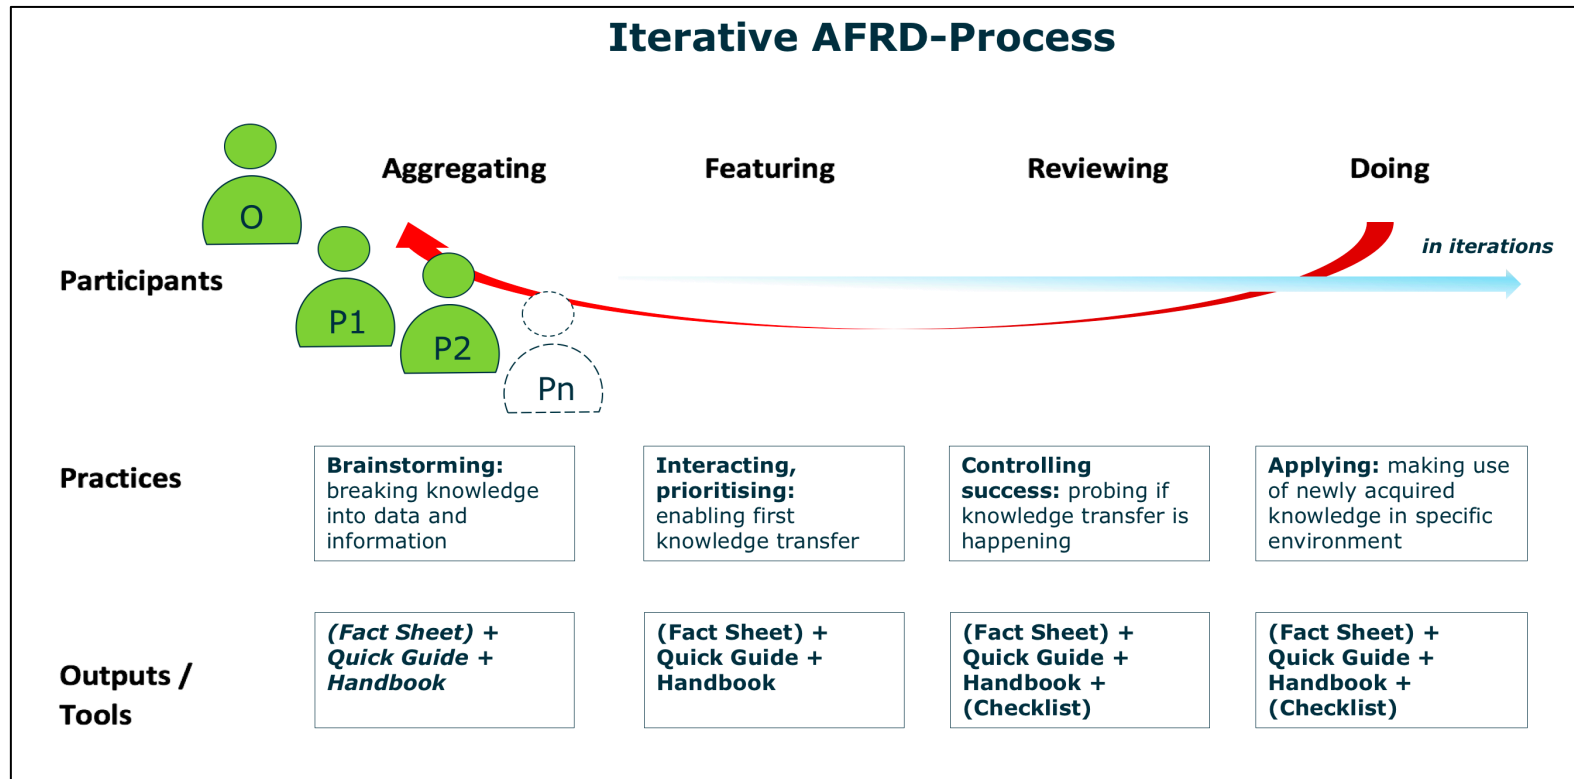 Iterative AFRD-Process
Aggregating
Featuring
Reviewing
Doing
O
P1
P2
Pn
in iterations
Participants
Practices
Brainstorming:
breaking knowledge
into data and
information
Interacting,
prioritising:
enabling first
knowledge transfer
Controlling
success: probing if
knowledge transfer is
happening
Applying: making use
of newly acquired
knowledge in specific
environment
Outputs /
Tools
(Fact Sheet) +
Quick Guide +
Handbook
(Fact Sheet) +
Quick Guide +
Handbook
(Fact Sheet) +
Quick Guide +
Handbook +
(Checklist)
(Fact Sheet) +
Quick Guide +
Handbook +
(Checklist)